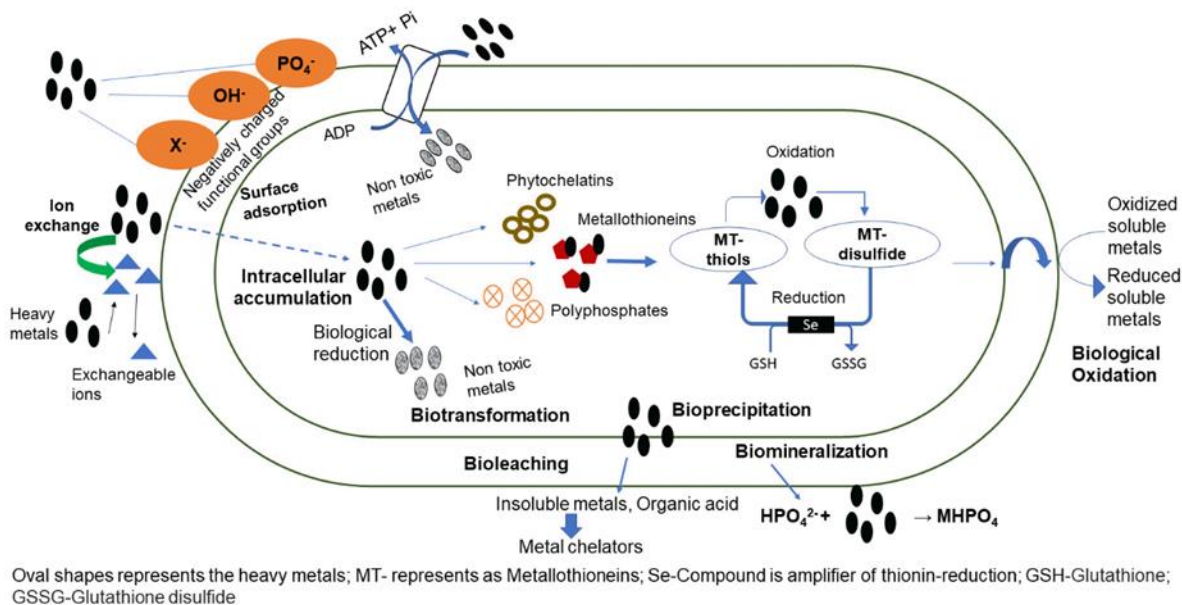 PO₄⁻
OH⁻
X⁻
Negatively charged
functional groups
ATP+ Pi
ADP
Non toxic
metals
Surface
adsorption
Ion
exchange
Heavy
metals
Exchangeable
ions
Intracellular
accumulation
Biological
reduction
Non toxic
metals
Biotransformation
Phytochelatins
Metallothioneins
Polyphosphates
Oxidation
MT-
thiols
MT-
disulfide
Reduction
Se
GSH
GSSG
Oxidized
soluble
metals
Reduced
soluble
metals
Biological
Oxidation
Bioprecipitation
Bioleaching
Biomineralization
Insoluble metals, Organic acid
Metal chelators
HPO₄²⁻+ → MHPO₄
Oval shapes represents the heavy metals; MT- represents as Metallothioneins; Se-Compound is amplifier of thionin-reduction; GSH-Glutathione;
GSSG-Glutathione disulfide